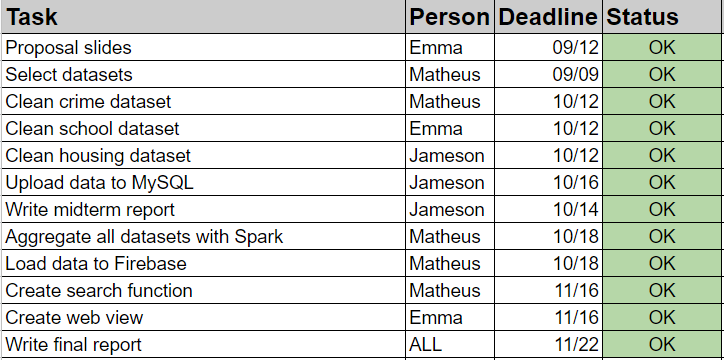 Task Person Deadline Status
Proposal slides Emma 09/12 OK
Select datasets Matheus 09/09 OK
Clean crime dataset Matheus 10/12 OK
Clean school dataset Emma 10/12 OK
Clean housing dataset Jameson 10/12 OK
Upload data to MySQL Jameson 10/16 OK
Write midterm report Jameson 10/14 OK
Aggregate all datasets with Spark Matheus 10/18 OK
Load data to Firebase Matheus 10/18 OK
Create search function Matheus 11/16 OK
Create web view Emma 11/16 OK
Write final report ALL 11/22 OK